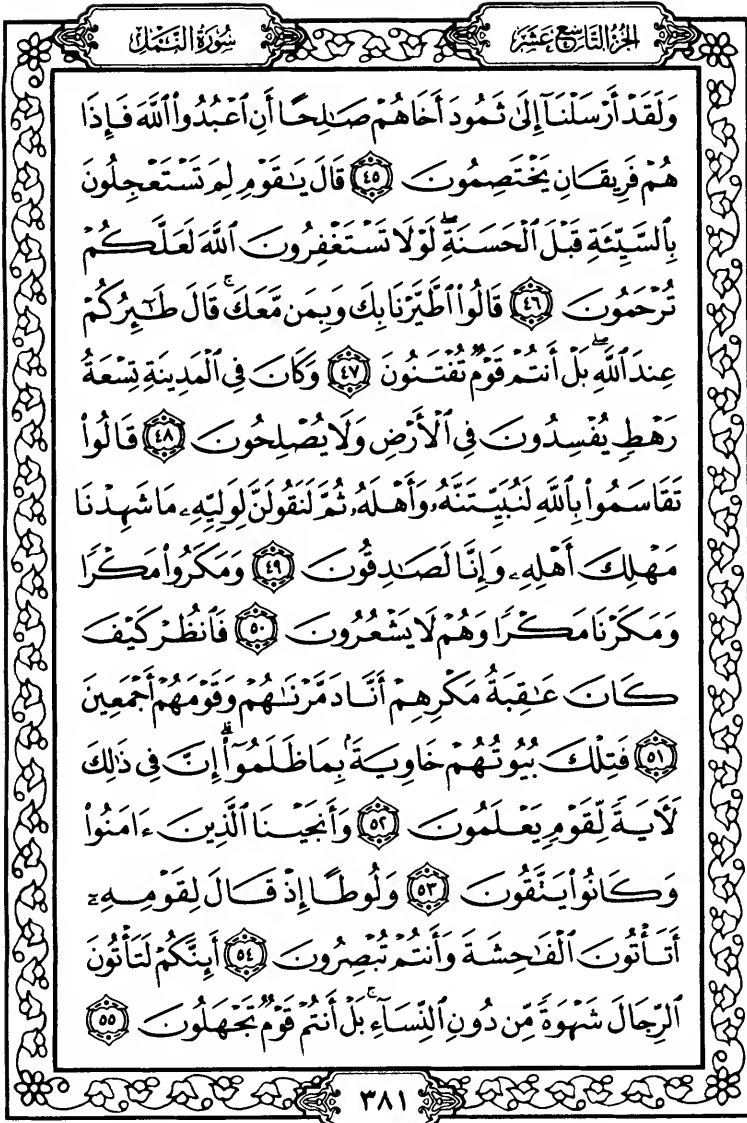 الجزء التاسع عشر سورة النمل
وَلَقَدْ أَرْسَلْنَآ إِلَىٰ ثَمُودَ أَخَاهُمْ صَٰلِحًا أَنِ ٱعْبُدُوا۟ ٱللَّهَ فَإِذَا
هُمْ فَرِيقَانِ يَخْتَصِمُونَ ٤٥ قَالَ يَٰقَوْمِ لِمَ تَسْتَعْجِلُونَ
بِٱلسَّيِّئَةِ قَبْلَ ٱلْحَسَنَةِ ۖ لَوْلَا تَسْتَغْفِرُونَ ٱللَّهَ لَعَلَّكُمْ
تُرْحَمُونَ ٤٦ قَالُوا۟ ٱطَّيَّرْنَا بِكَ وَبِمَن مَّعَكَ ۚ قَالَ طَٰٓئِرُكُمْ
عِندَ ٱللَّهِ ۖ بَلْ أَنتُمْ قَوْمٌ تُفْتَنُونَ ٤٧ وَكَانَ فِى ٱلْمَدِينَةِ تِسْعَةُ
رَهْطٍ يُفْسِدُونَ فِى ٱلْأَرْضِ وَلَا يُصْلِحُونَ ٤٨ قَالُوا۟
تَقَاسَمُوا۟ بِٱللَّهِ لَنُبَيِّتَنَّهُۥ وَأَهْلَهُۥ ثُمَّ لَنَقُولَنَّ لِوَلِيِّهِۦ مَا شَهِدْنَا
مَهْلِكَ أَهْلِهِۦ وَإِنَّا لَصَٰدِقُونَ ٤٩ وَمَكَرُوا۟ مَكْرًا
وَمَكَرْنَا مَكْرًا وَهُمْ لَا يَشْعُرُونَ ٥٠ فَٱنظُرْ كَيْفَ
كَانَ عَٰقِبَةُ مَكْرِهِمْ أَنَّا دَمَّرْنَٰهُمْ وَقَوْمَهُمْ أَجْمَعِينَ
٥١ فَتِلْكَ بُيُوتُهُمْ خَاوِيَةًۢ بِمَا ظَلَمُوٓا۟ ۗ إِنَّ فِى ذَٰلِكَ
لَءَايَةً لِّقَوْمٍ يَعْلَمُونَ ٥٢ وَأَنجَيْنَا ٱلَّذِينَ ءَامَنُوا۟
وَكَانُوا۟ يَتَّقُونَ ٥٣ وَلُوطًا إِذْ قَالَ لِقَوْمِهِۦٓ
أَتَأْتُونَ ٱلْفَٰحِشَةَ وَأَنتُمْ تُبْصِرُونَ ٥٤ أَئِنَّكُمْ لَتَأْتُونَ
ٱلرِّجَالَ شَهْوَةً مِّن دُونِ ٱلنِّسَآءِ ۚ بَلْ أَنتُمْ قَوْمٌ تَجْهَلُونَ ٥٥
٣٨١